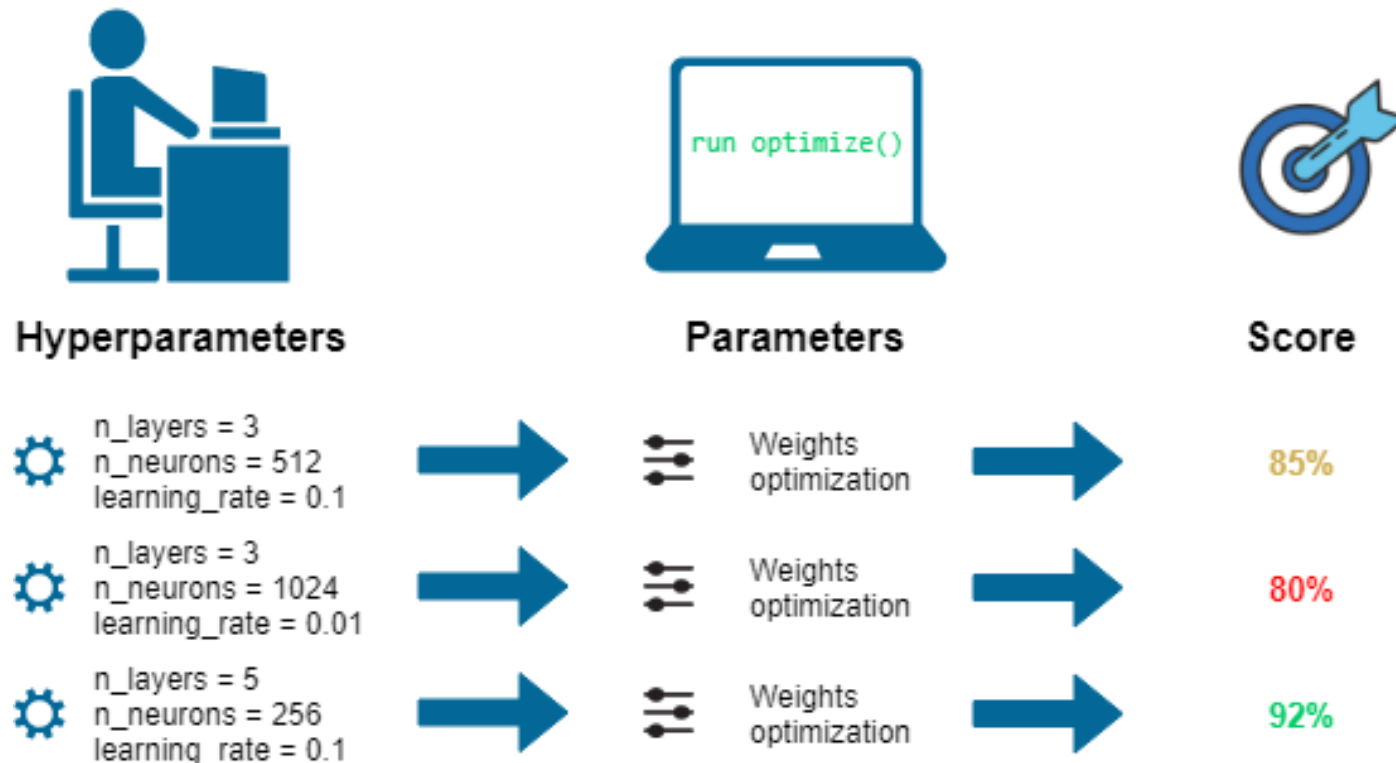 run optimize()
Hyperparameters
Parameters
Score
n_layers = 3
n_neurons = 512
learning_rate = 0.1
Weights
optimization
85%
n_layers = 3
n_neurons = 1024
learning_rate = 0.01
Weights
optimization
80%
n_layers = 5
n_neurons = 256
learning_rate = 0.1
Weights
optimization
92%